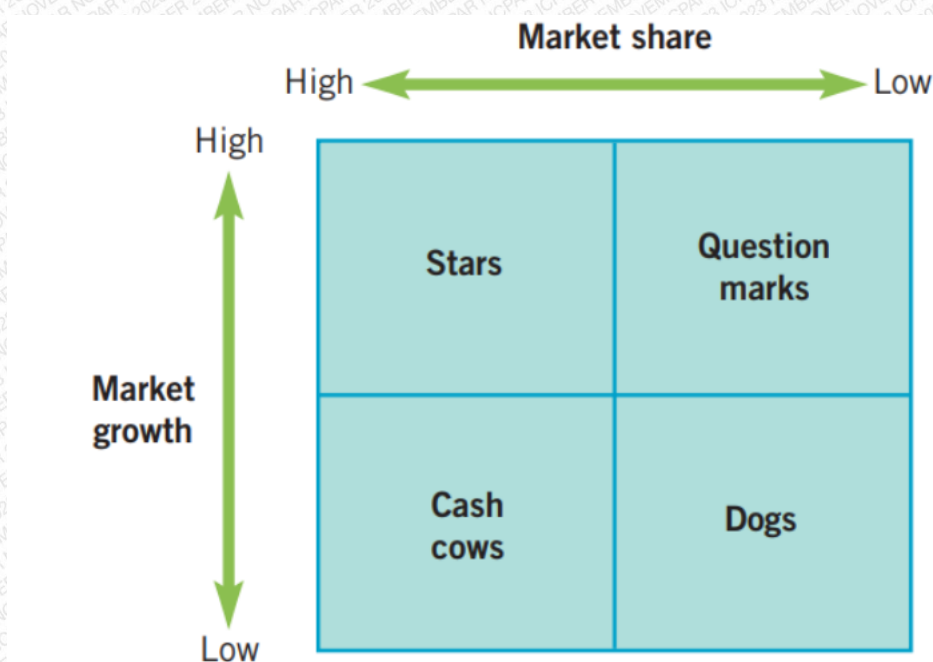 Market share
High
Low
High
Stars
Question
marks
Market
growth
Cash
cows
Dogs
Low